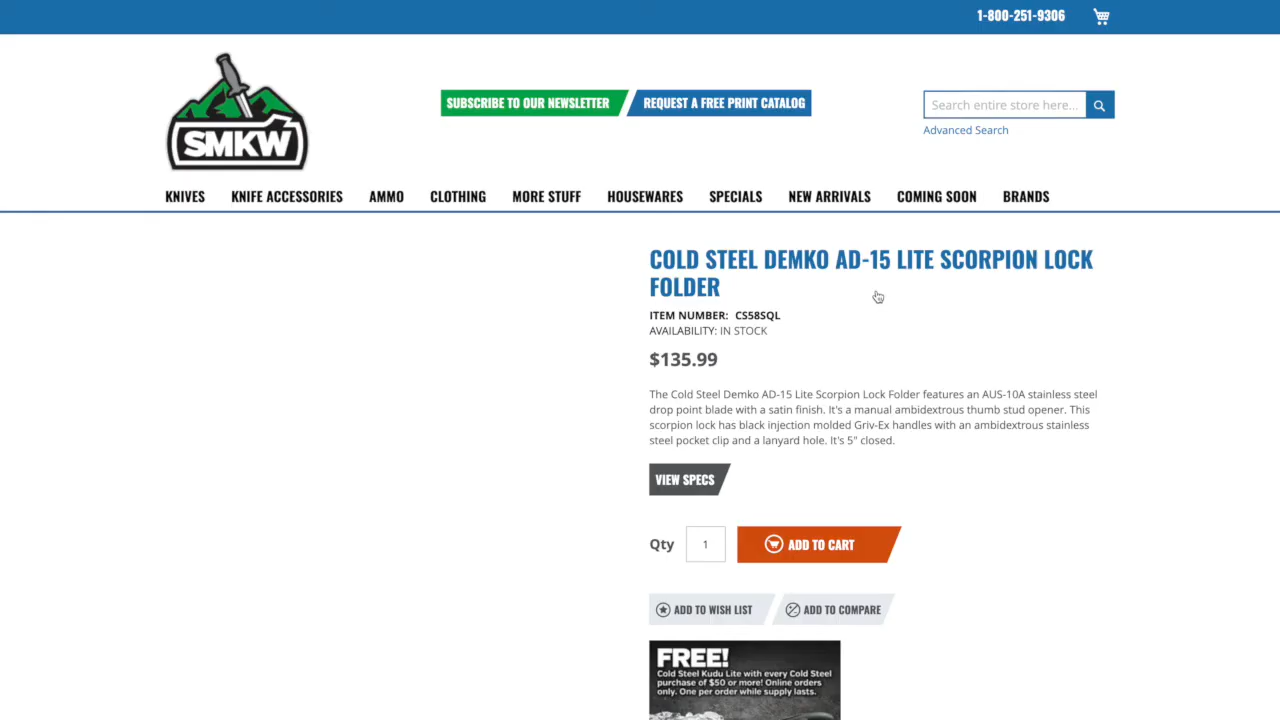 1-800-251-9306
SMKW
SUBSCRIBE TO OUR NEWSLETTER
REQUEST A FREE PRINT CATALOG
Search entire store here...
Advanced Search
KNIVES KNIFE ACCESSORIES AMMO CLOTHING MORE STUFF HOUSEWARES SPECIALS NEW ARRIVALS COMING SOON BRANDS
COLD STEEL DEMKO AD-15 LITE SCORPION LOCK
FOLDER
ITEM NUMBER: CS58SQL
AVAILABILITY: IN STOCK
$135.99
The Cold Steel Demko AD-15 Lite Scorpion Lock Folder features an AUS-10A stainless steel
drop point blade with a satin finish. It's a manual ambidextrous thumb stud opener. This
scorpion lock has black injection molded Griv-Ex handles with an ambidextrous stainless
steel pocket clip and a lanyard hole. It's 5" closed.
VIEW SPECS
Qty 1 ADD TO CART
ADD TO WISH LIST ADD TO COMPARE
FREE!
Cold Steel Kudu Lite with every Cold Steel
purchase of $50 or more! Online orders
only. One per order while supply lasts.